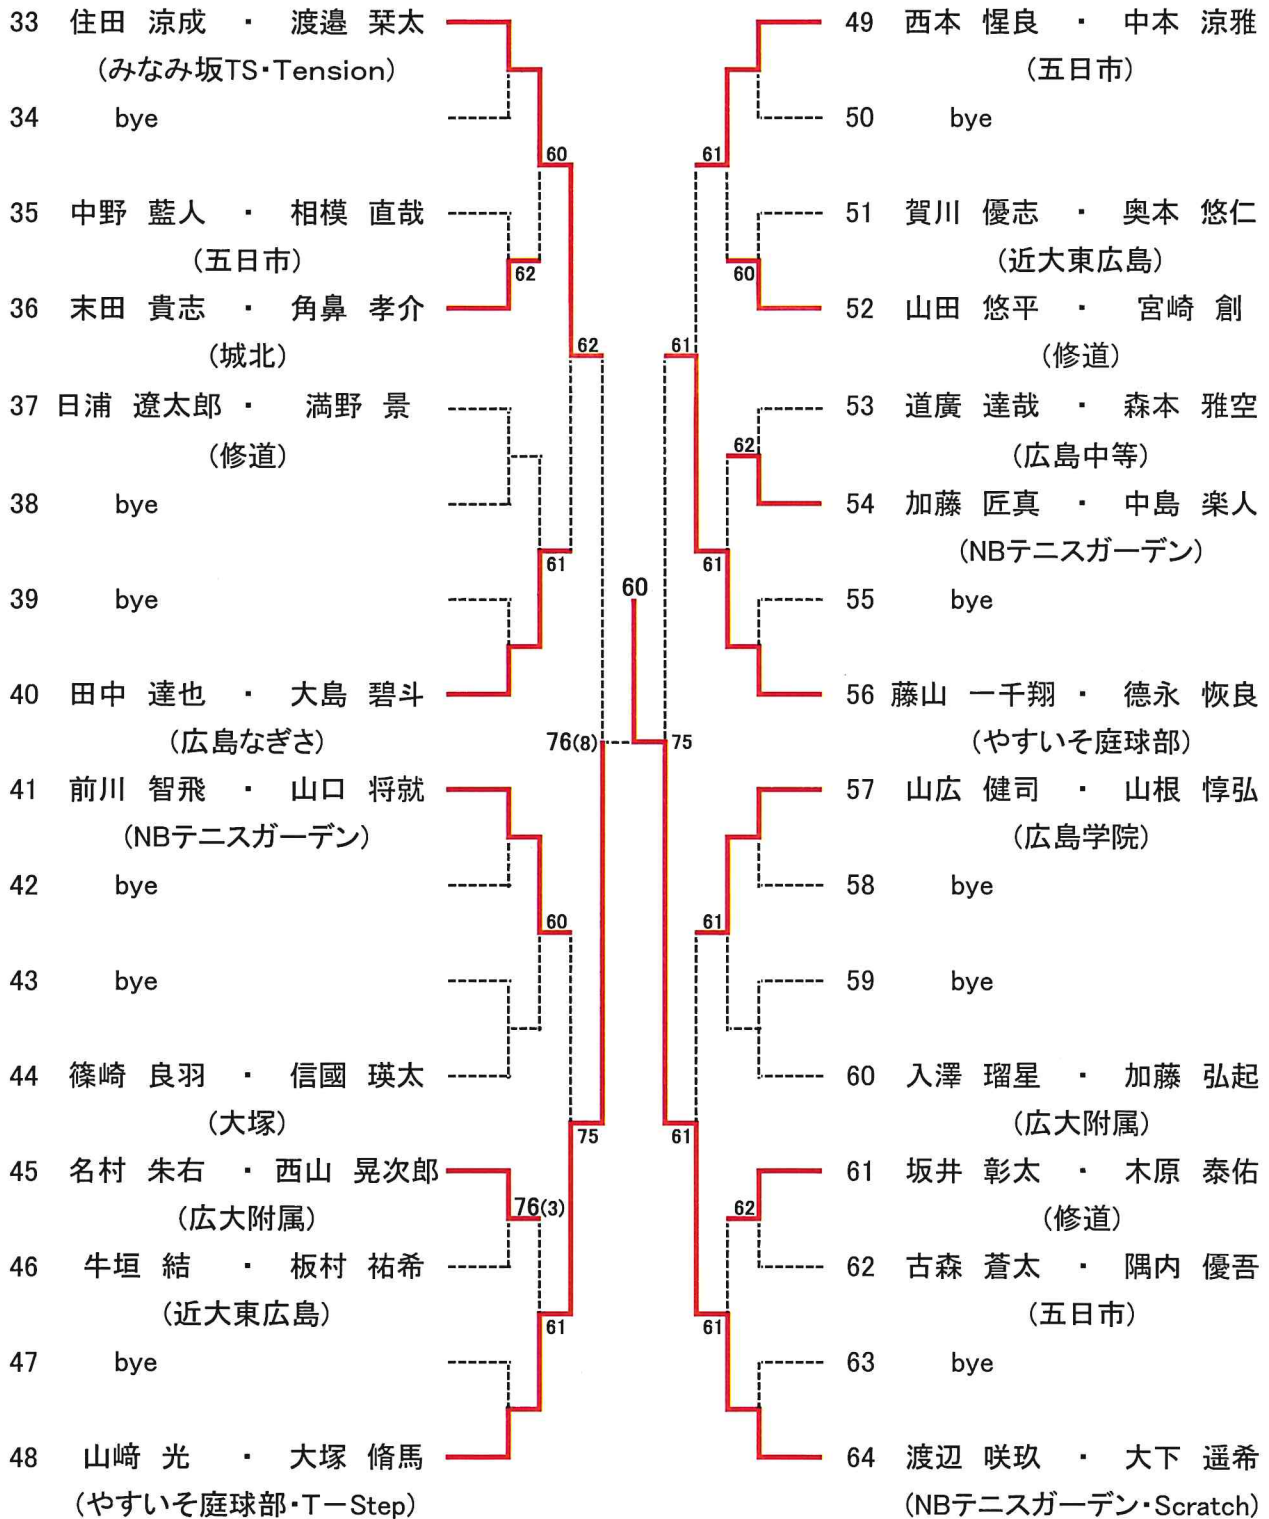 33 住田 涼成 ・ 渡邉 栞太
(みなみ坂TS・Tension)
34 bye
60
35 中野 藍人 ・ 相模 直哉
(五日市)
62
36 末田 貴志 ・ 角鼻 孝介
(城北)
62
37 日浦 遼太郎 ・ 満野 景
(修道)
38 bye
61
39 bye
40 田中 達也 ・ 大島 碧斗
(広島なぎさ)
76(8)
41 前川 智飛 ・ 山口 将就
(NBテニスガーデン)
42 bye
60
43 bye
44 篠崎 良羽 ・ 信國 瑛太
(大塚)
75
45 名村 朱右 ・ 西山 晃次郎
(広大附属)
76(3)
46 牛垣 結 ・ 板村 祐希
(近大東広島)
61
47 bye
48 山﨑 光 ・ 大塚 脩馬
(やすいそ庭球部・T-Step)
60
49 西本 惺良 ・ 中本 涼雅
(五日市)
50 bye
61
51 賀川 優志 ・ 奥本 悠仁
(近大東広島)
60
52 山田 悠平 ・ 宮崎 創
(修道)
61
53 道廣 達哉 ・ 森本 雅空
(広島中等)
62
54 加藤 匠真 ・ 中島 楽人
(NBテニスガーデン)
61
55 bye
56 藤山 一千翔 ・ 德永 恢良
(やすいそ庭球部)
75
57 山広 健司 ・ 山根 惇弘
(広島学院)
58 bye
61
59 bye
60 入澤 瑠星 ・ 加藤 弘起
(広大附属)
61
61 坂井 彰太 ・ 木原 泰佑
(修道)
62
62 古森 蒼太 ・ 隅内 優吾
(五日市)
61
63 bye
64 渡辺 咲玖 ・ 大下 遥希
(NBテニスガーデン・Scratch)